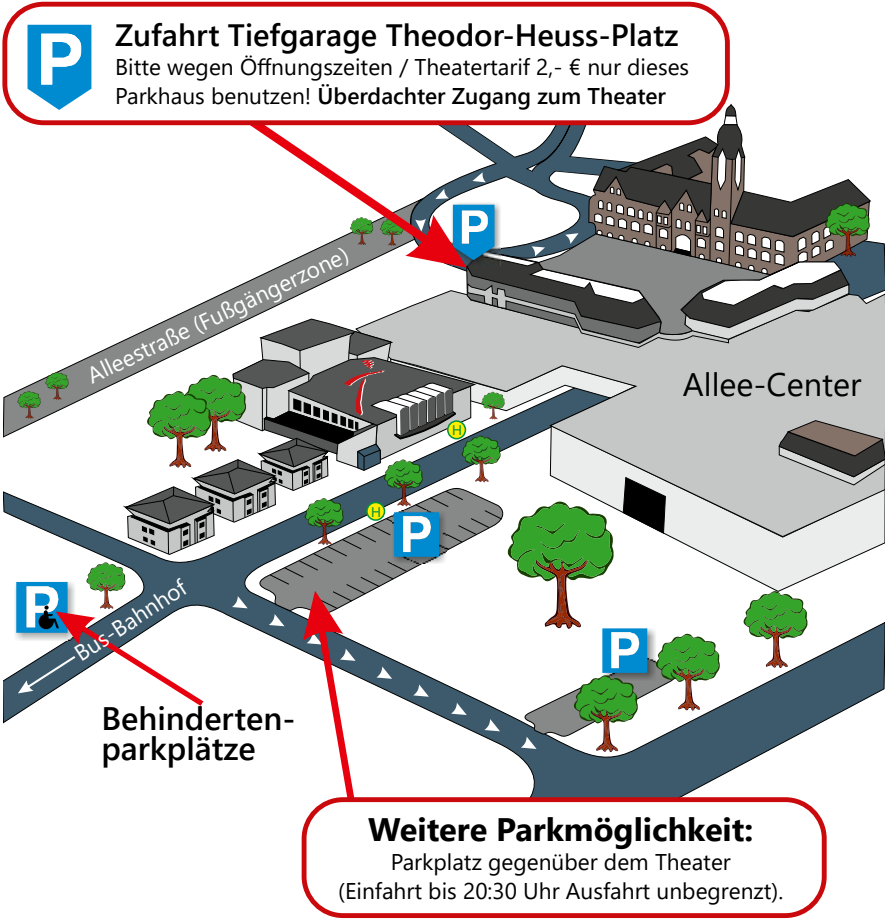 P
Zufahrt Tiefgarage Theodor-Heuss-Platz
Bitte wegen Öffnungszeiten / Theatertarif 2,- € nur dieses
Parkhaus benutzen! Überdachter Zugang zum Theater
P
Alleestraße (Fußgängerzone)
Allee-Center
H
H
P
P
Bus-Bahnhof
P
Behinderten-
parkplätze
Weitere Parkmöglichkeit:
Parkplatz gegenüber dem Theater
(Einfahrt bis 20:30 Uhr Ausfahrt unbegrenzt).